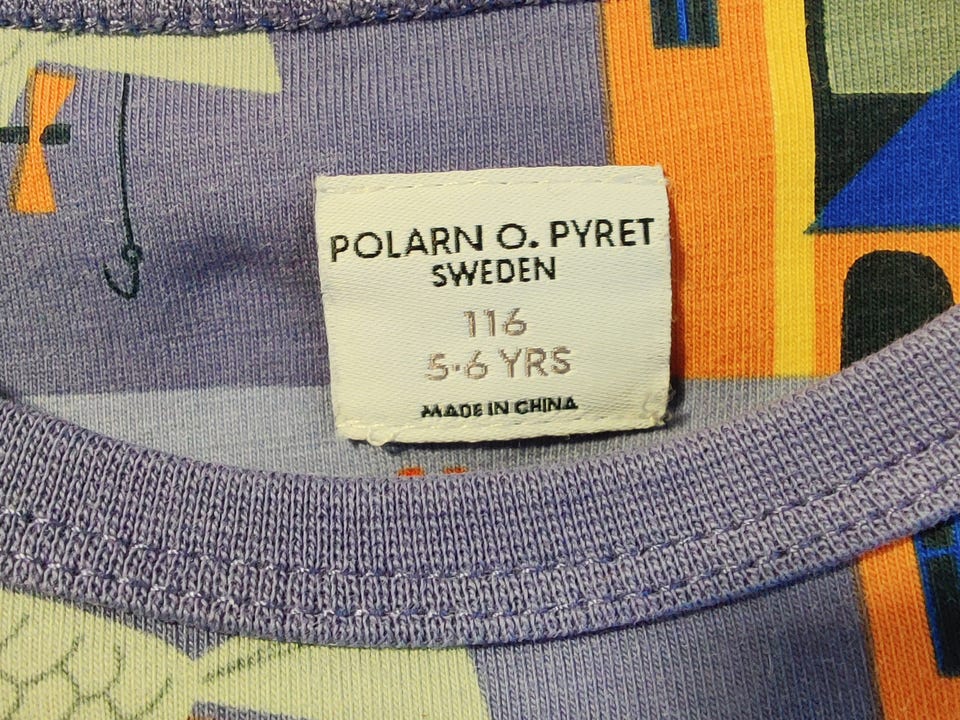 POLARN O. PYRET
SWEDEN
116
5·6 YRS
MADE IN CHINA